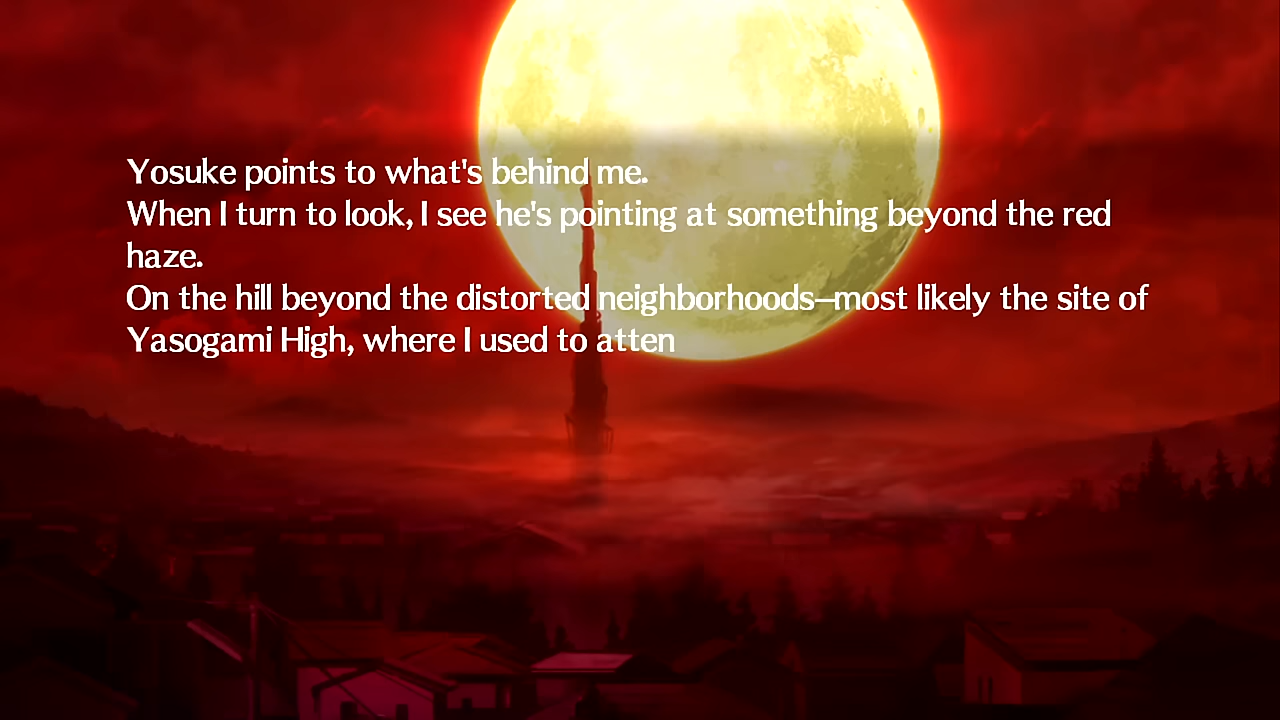 Yosuke points to what's behind me.
When I turn to look, I see he's pointing at something beyond the red
haze.
On the hill beyond the distorted neighborhoods—most likely the site of
Yasogami High, where I used to atten